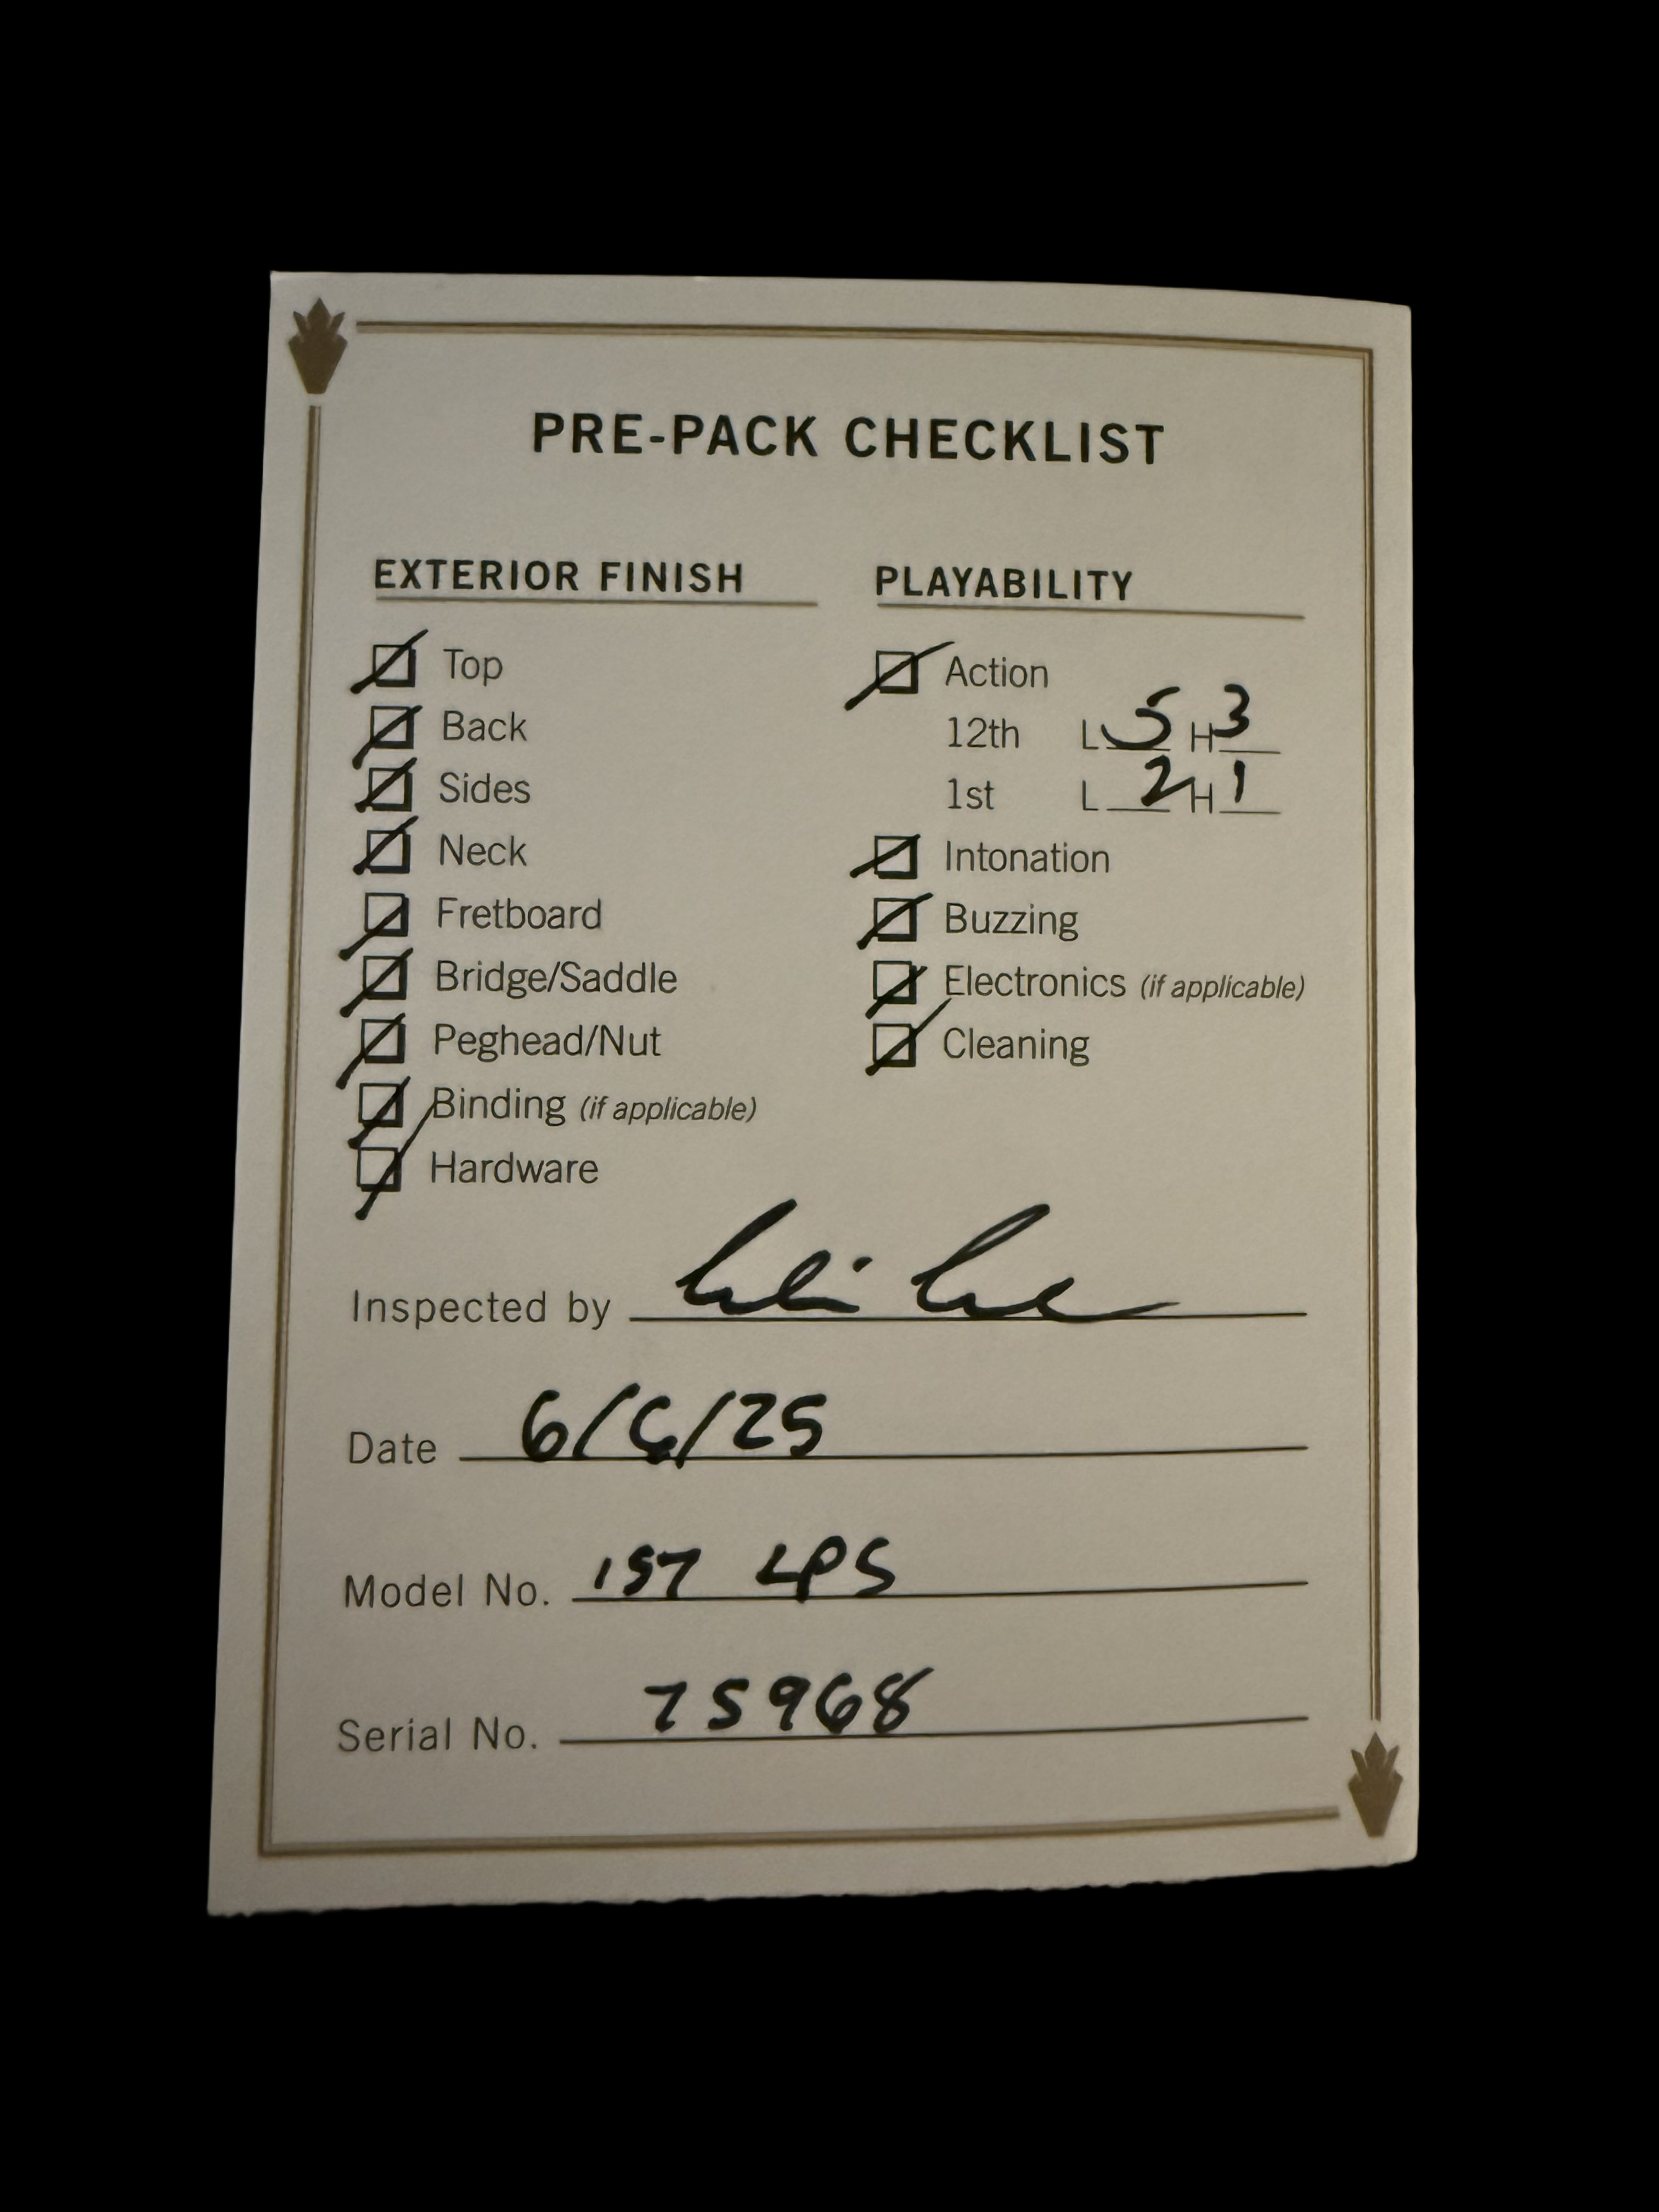 PRE-PACK CHECKLIST
EXTERIOR FINISH
Top
Back
Sides
Neck
Fretboard
Bridge/Saddle
Peghead/Nut
Binding (if applicable)
Hardware
PLAYABILITY
Action
12th L 5 H 3
1st L 2 H 1
Intonation
Buzzing
Electronics (if applicable)
Cleaning
Inspected by
Date 6/6/25
Model No. 1ST LPS
Serial No. 75968